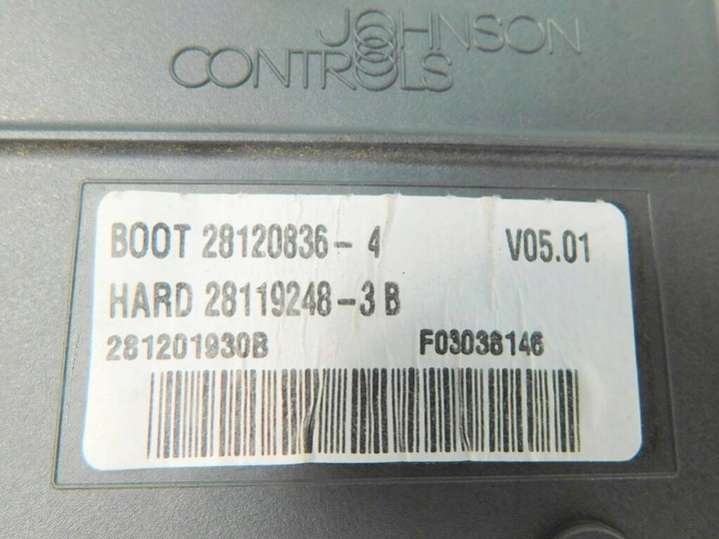 JOHNSON
CONTROLS
BOOT 28120836-4 V05.01
HARD 28119248-3 B
281201930B F03038146